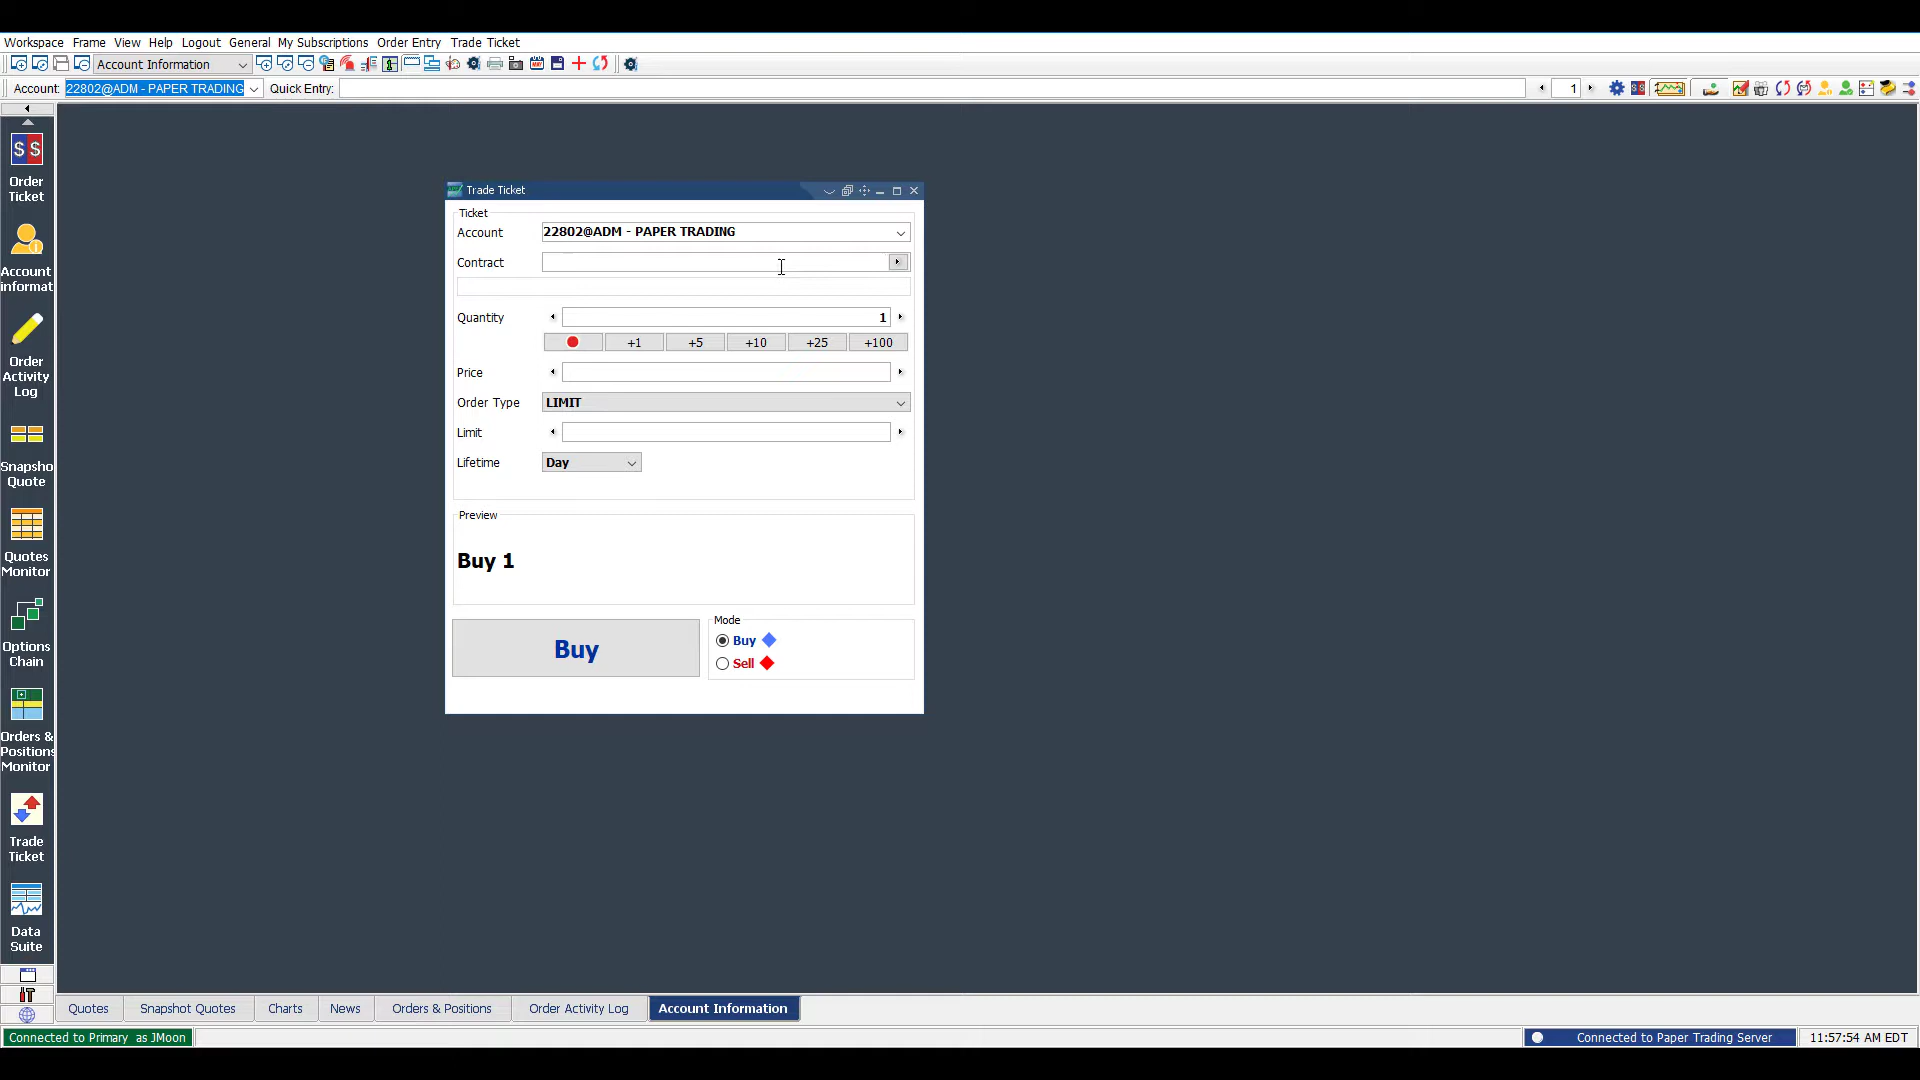 Workspace Frame View Help Logout General My Subscriptions Order Entry Trade Ticket
Account Information
Account: 22802@ADM - PAPER TRADING Quick Entry: 1
Order
Ticket
Account
informat
Order
Activity
Log
Snapsho
Quote
Quotes
Monitor
Options
Chain
Orders &
Positions
Monitor
Trade
Ticket
Data
Suite
Trade Ticket
Ticket
Account 22802@ADM - PAPER TRADING
Contract
Quantity 1
+1 +5 +10 +25 +100
Price
Order Type LIMIT
Limit
Lifetime Day
Preview
Buy 1
Buy
Mode
Buy
Sell
Quotes Snapshot Quotes Charts News Orders & Positions Order Activity Log Account Information
Connected to Primary as JMoon Connected to Paper Trading Server 11:57:54 AM EDT